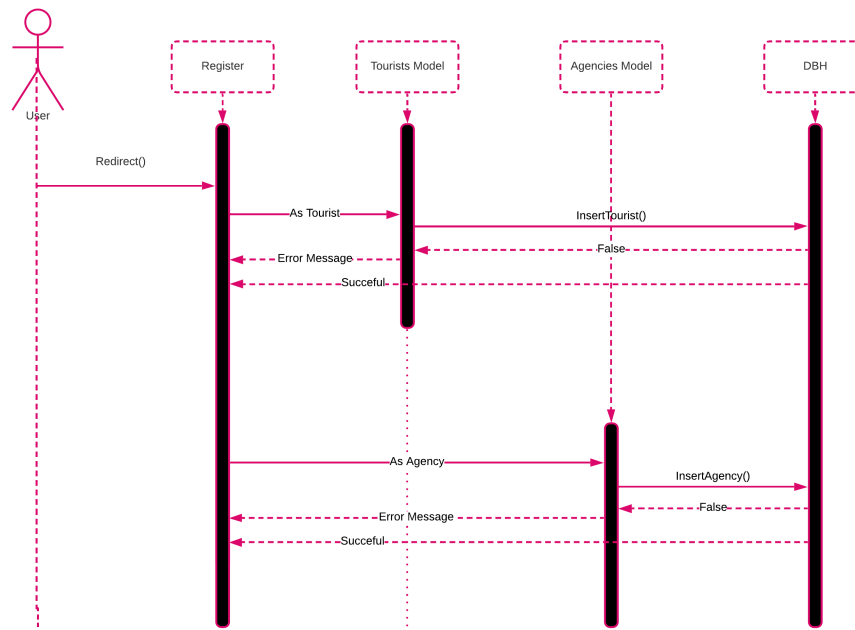 User
Register
Tourists Model
Agencies Model
DBH
Redirect()
As Tourist
InsertTourist()
False
Error Message
Succeful
As Agency
InsertAgency()
False
Error Message
Succeful